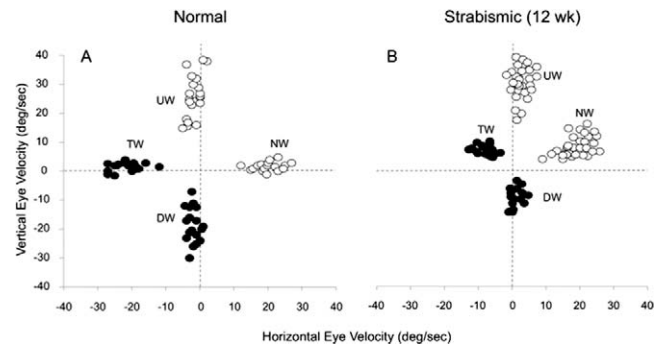 Normal
Strabismic (12 wk)
A
B
UW
TW
NW
DW
UW
TW
NW
DW
Vertical Eye Velocity (deg/sec)
40
30
20
10
0
-10
-20
-30
-40
40
30
20
10
0
-10
-20
-30
-40
-40 -30 -20 -10 0 10 20 30 40
-40 -30 -20 -10 0 10 20 30 40
Horizontal Eye Velocity (deg/sec)